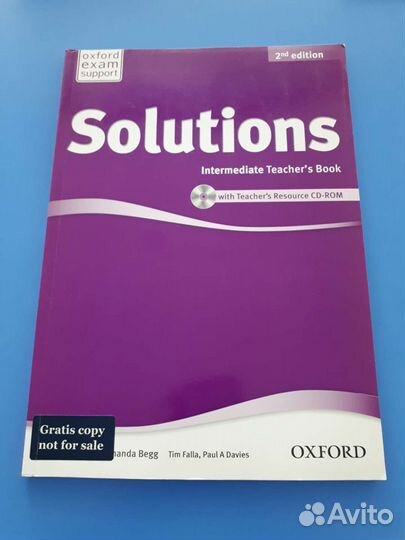 oxford
exam
support
2nd edition
Solutions
Intermediate Teacher's Book
with Teacher's Resource CD-ROM
Gratis copy
not for sale
Begg Tim Falla, Paul A Davies
OXFORD
Avito